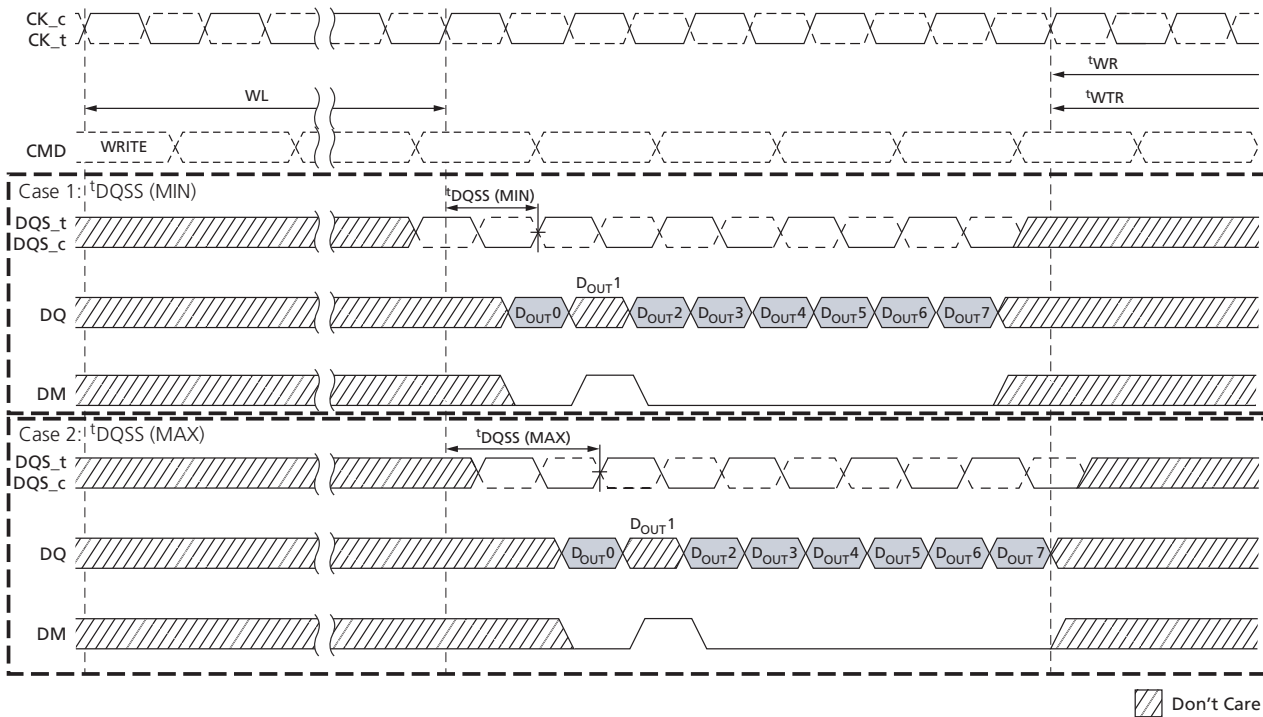 CK_c
CK_t
tWR
WL
tWTR
CMD WRITE
Case 1: tDQSS (MIN)
tDQSS (MIN)
DQS_t
DQS_c
DOUT1
DQ DOUT0 DOUT2 DOUT3 DOUT4 DOUT5 DOUT6 DOUT7
DM
Case 2: tDQSS (MAX)
tDQSS (MAX)
DQS_t
DQS_c
DOUT1
DQ DOUT0 DOUT2 DOUT3 DOUT4 DOUT5 DOUT6 DOUT 7
DM
Don't Care